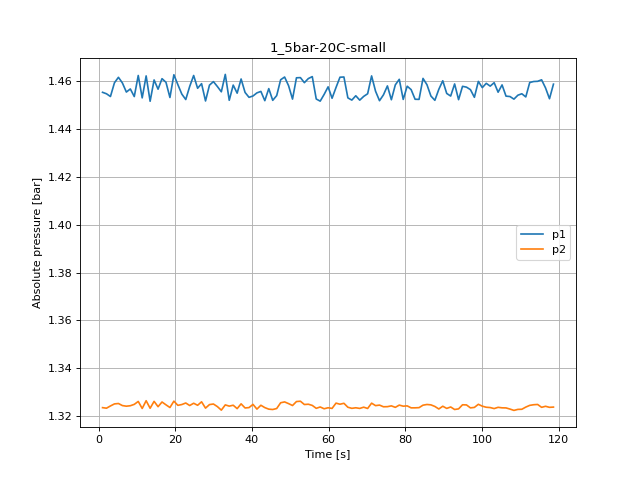 1_5bar-20C-small
Absolute pressure [bar]
1.46
1.44
1.42
1.40
1.38
1.36
1.34
1.32
p1
p2
0 20 40 60 80 100 120
Time [s]